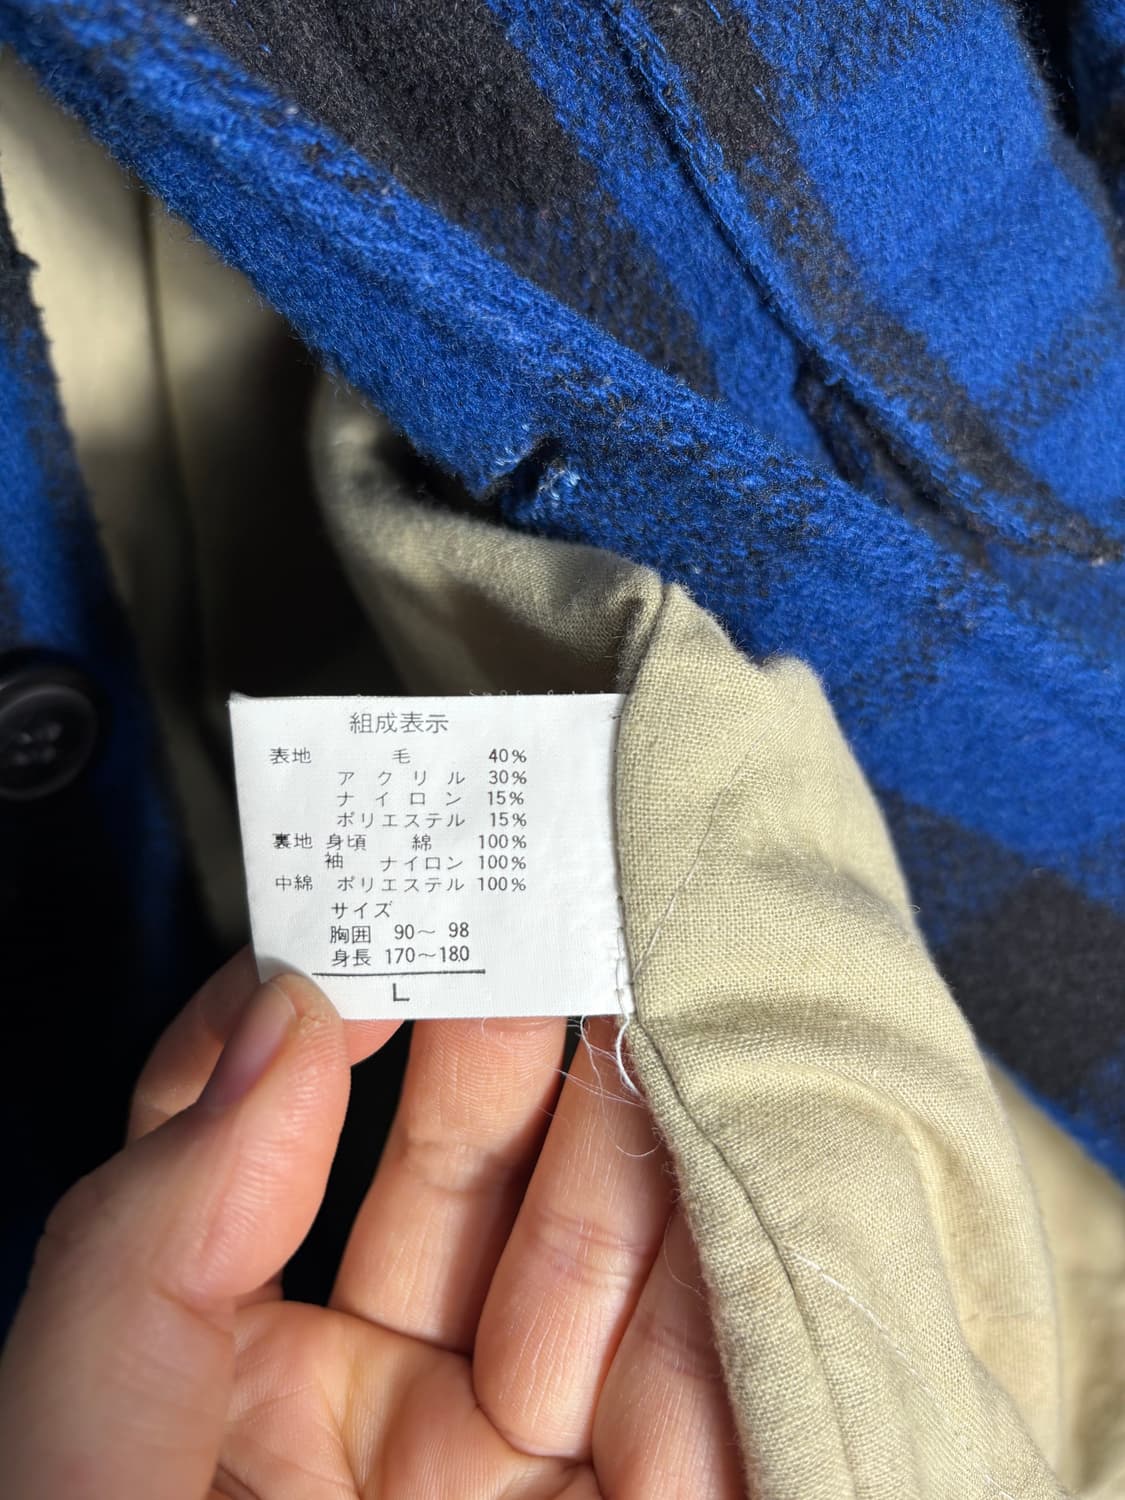 組成表示
表地 毛 40%
アクリル 30%
ナイロン 15%
ポリエステル 15%
裏地 身頃 綿 100%
袖 ナイロン 100%
中綿 ポリエステル 100%
サイズ
胸囲 90～98
身長 170～180
L